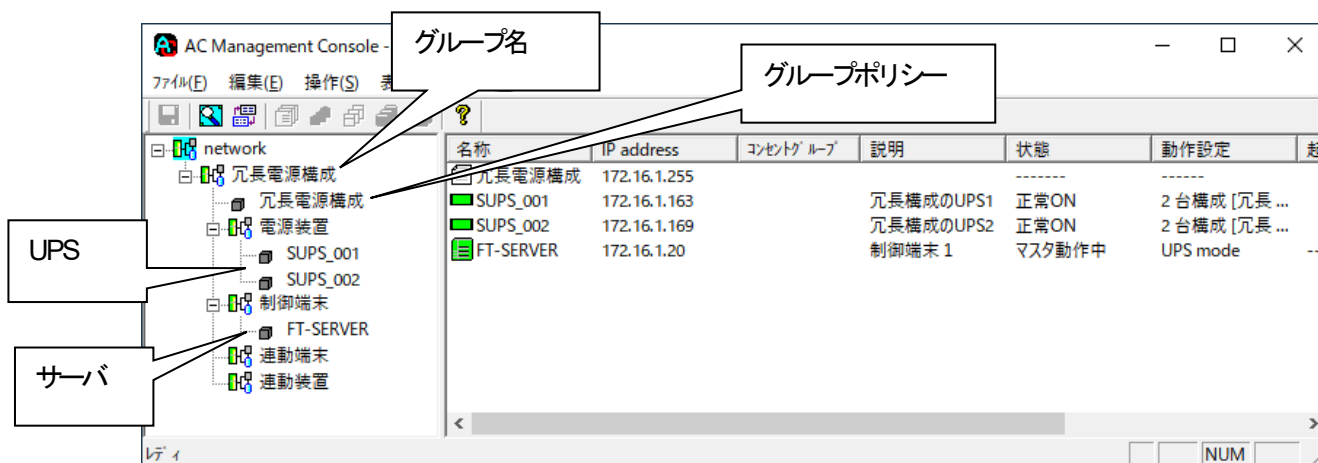 グループ名
AC Management Console -
グループポリシー
ファイル(F) 編集(E) 操作(S) 表
network
冗長電源構成
冗長電源構成
電源装置
SUPS_001
SUPS_002
制御端末
FT-SERVER
連動端末
連動装置
UPS
サーバ
名称 IP address コンセントグループ 説明 状態 動作設定 起
冗長電源構成 172.16.1.255 ------- ------
SUPS_001 172.16.1.163 冗長構成のUPS1 正常ON 2 台構成 [冗長 ...
SUPS_002 172.16.1.169 冗長構成のUPS2 正常ON 2 台構成 [冗長 ...
FT-SERVER 172.16.1.20 制御端末 1 マスタ動作中 UPS mode --
レディ NUM